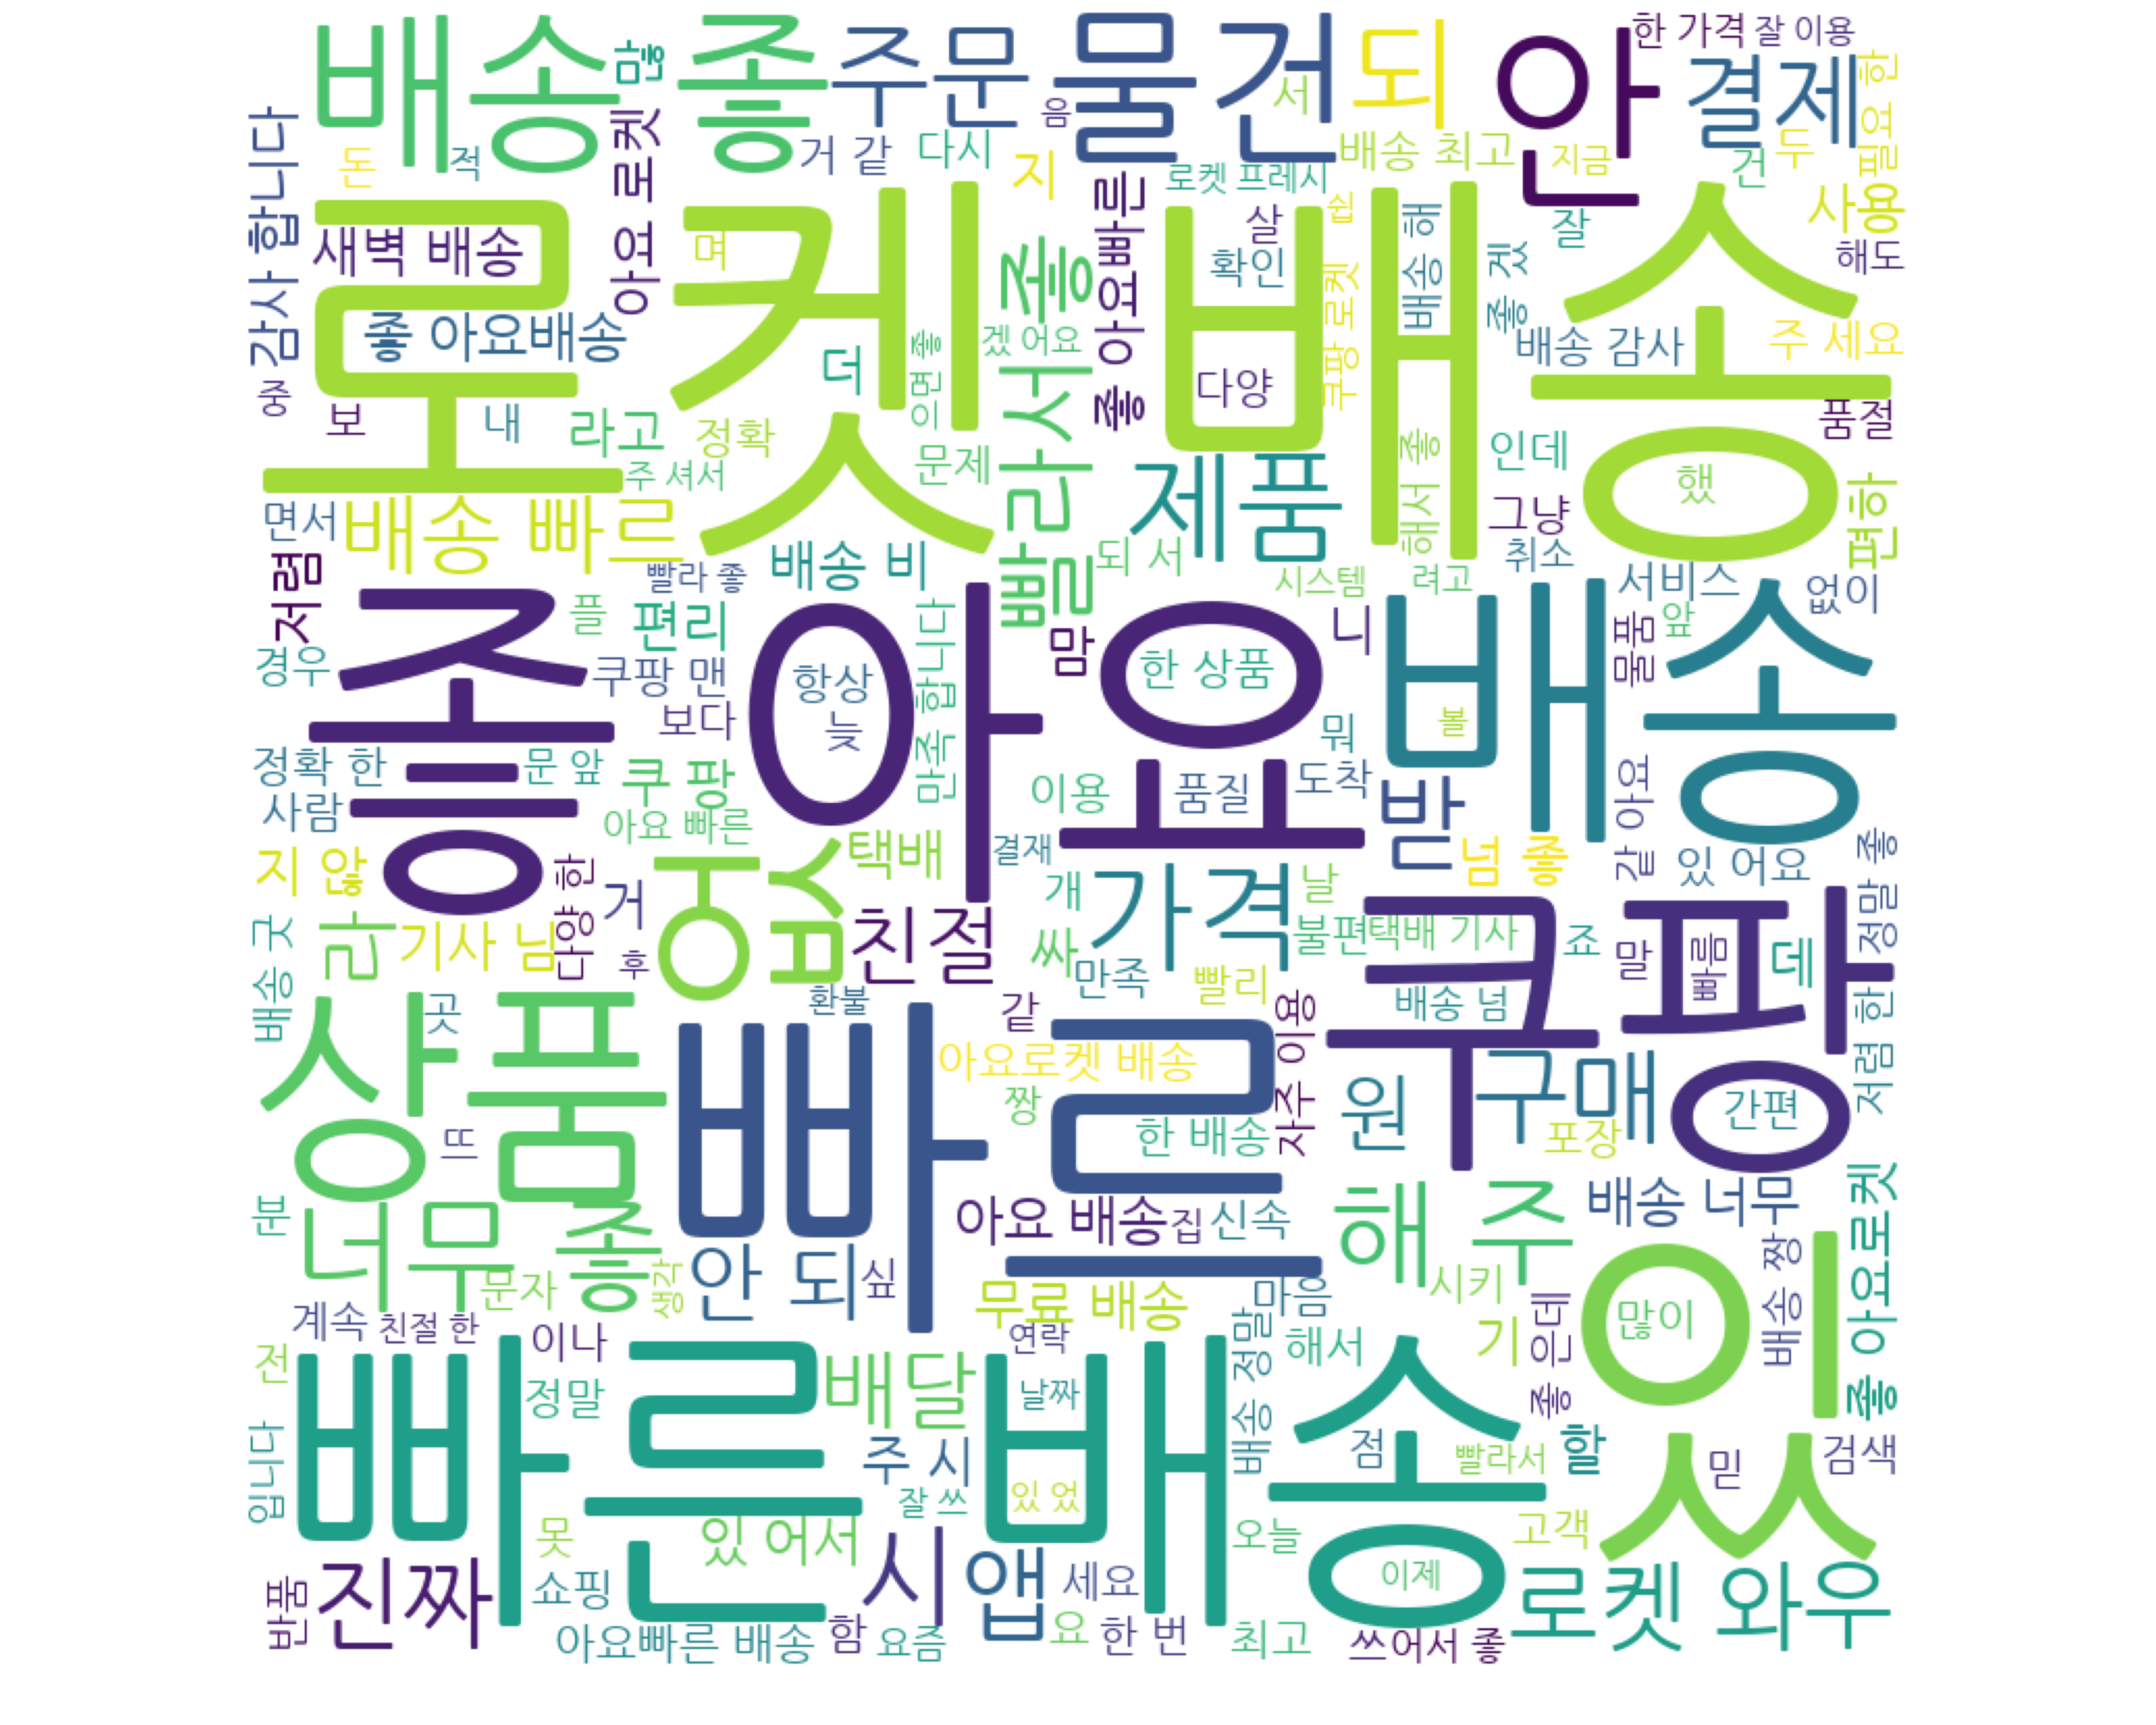 배송 좋
많
주문
물건
되
안
한 가격
잘 이용
결제
필요 한
서
음
감사 합니다
돈
적
아요 로켓
거 같
다시
지
로켓 프레시
배송 최고
지금
건
두
사용
해도
로켓 배송
새벽 배송
면
빨라서 좋
좋 아요빠른
살
쉽
확인
배송 해
좋 겠
잘
좋 아요배송
더
으면 좋
겠 어요
다양
쿠팡 로켓
배송 감사
주 세요
중
보
내
라고
정확
주 셔서
문제
제품
해서 좋
인데
그냥
했
품절
편하
면서
배송 빠르
배송 비
되 서
취소
저렴
빨라 좋
시스템
려고
서비스
없이
좋 아요
플
편리
만족 합니다
맘
니
배송
물품
앞
경우
쿠팡 맨
항상
늦
한 상품
보다
뭐
볼
정확 한
문 앞
쿠 팡
이용
품질
도착
밤
같 아요
사람
아요 빠른
택배
결재
넘 좋
있 어요
정말 좋
지 않
다양 한
거
없
개
가격
날
쿠팡
배송 굿
라
기사 님
후
친절
싸
만족
불편
택배 기사
죠
말
빠름
데
빨리
상품
곳
환불
같
자주 이용
배송 넘
저렴 한
빠르
아요로켓 배송
짱
한 배송
원
구매
간편
포장
뜨
분
너무 좋
아요 배송
집
신속
해 주
배송 너무
좋 아요로켓
문자
생각
안 되
싶
무료 배송
마음
시키
배송 짱
있
많이
계속
친절 한
이나
연락
배송 정말
해서
기
좋 은데
전
빠른 배송
정말
배달
날짜
입니다
주 시
점
빨라서
할
믿
검색
잘 쓰
있 었
못
있 어서
오늘
고객
반품
진짜
쇼핑
시
앱
세요
이제
로켓 와우
아요빠른 배송
함
요즘
요
한 번
최고
쓰
어서 좋